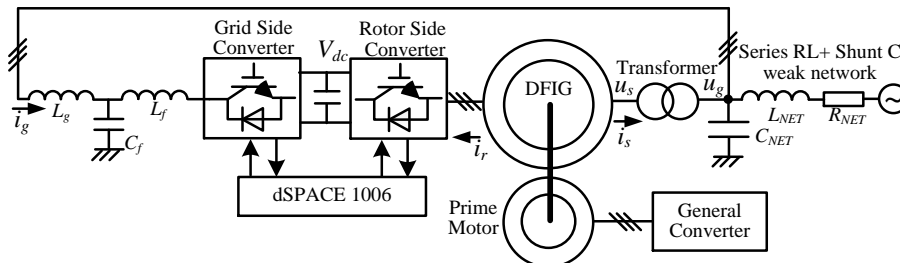 Grid Side
Converter
V_dc
Rotor Side
Converter
DFIG
Transformer
u_s
u_g
Series RL+ Shunt C
weak network
i_g
L_g
L_f
C_f
i_r
i_s
L_NET
R_NET
C_NET
dSPACE 1006
Prime
Motor
General
Converter